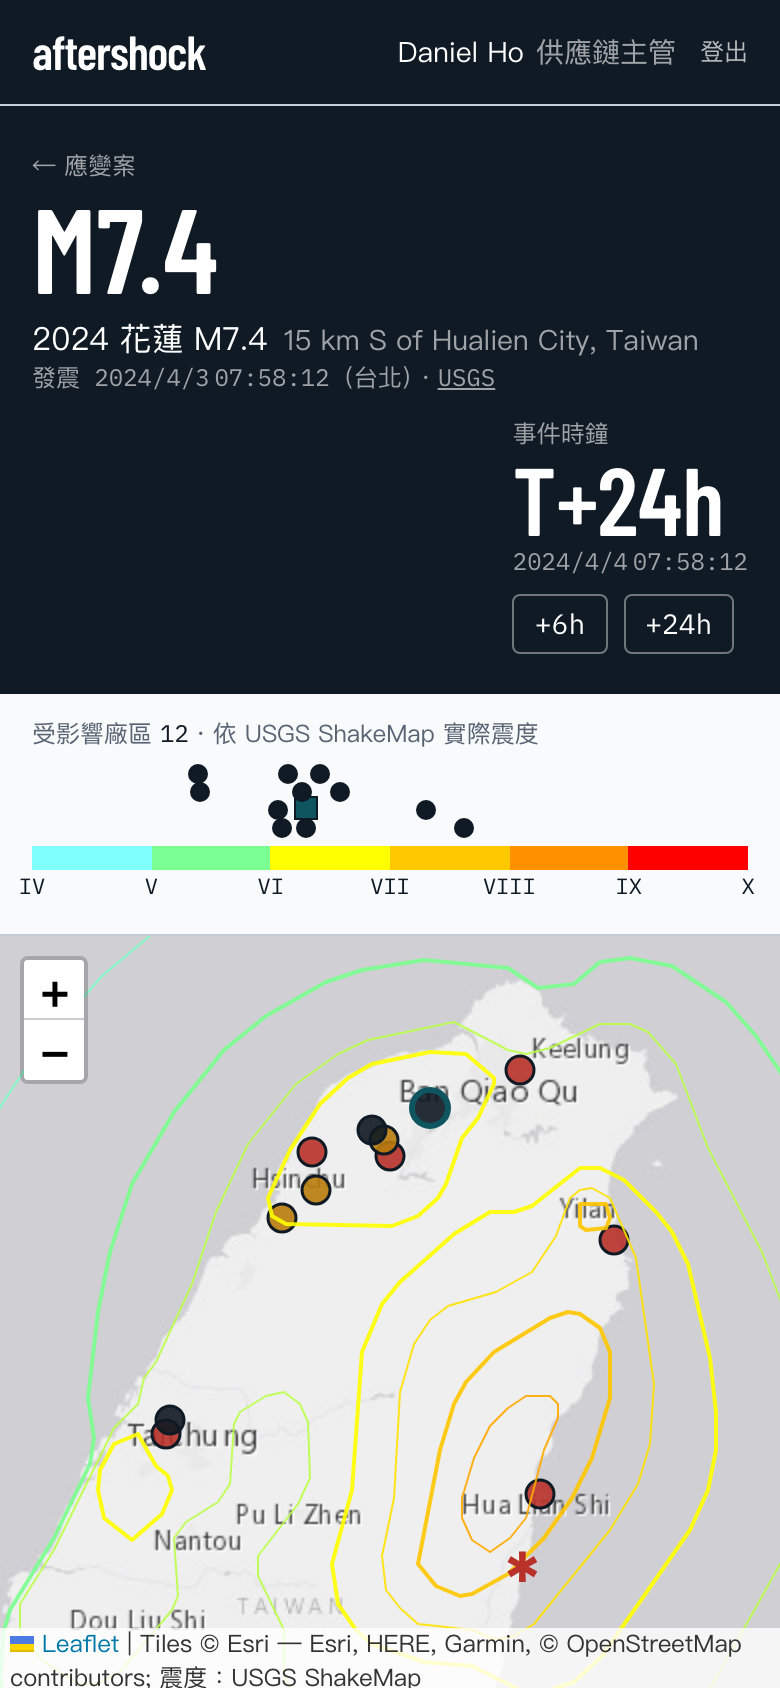 aftershock
Daniel Ho 供應鏈主管 登出
← 應變案
M7.4
2024 花蓮 M7.4 15 km S of Hualien City, Taiwan
發震 2024/4/3 07:58:12 (台北) · USGS
事件時鐘
T+24h
2024/4/4 07:58:12
+6h +24h
受影響廠區 12 · 依 USGS ShakeMap 實際震度
IV V VI VII VIII IX X
+
−
Keelung
Ban Qiao Qu
Hsinchu
Yilan
Taichung
Hua Lian Shi
Pu Li Zhen
Nantou
TAIWAN
Dou Liu Shi
Leaflet | Tiles © Esri — Esri, HERE, Garmin, © OpenStreetMap
contributors; 震度：USGS ShakeMap